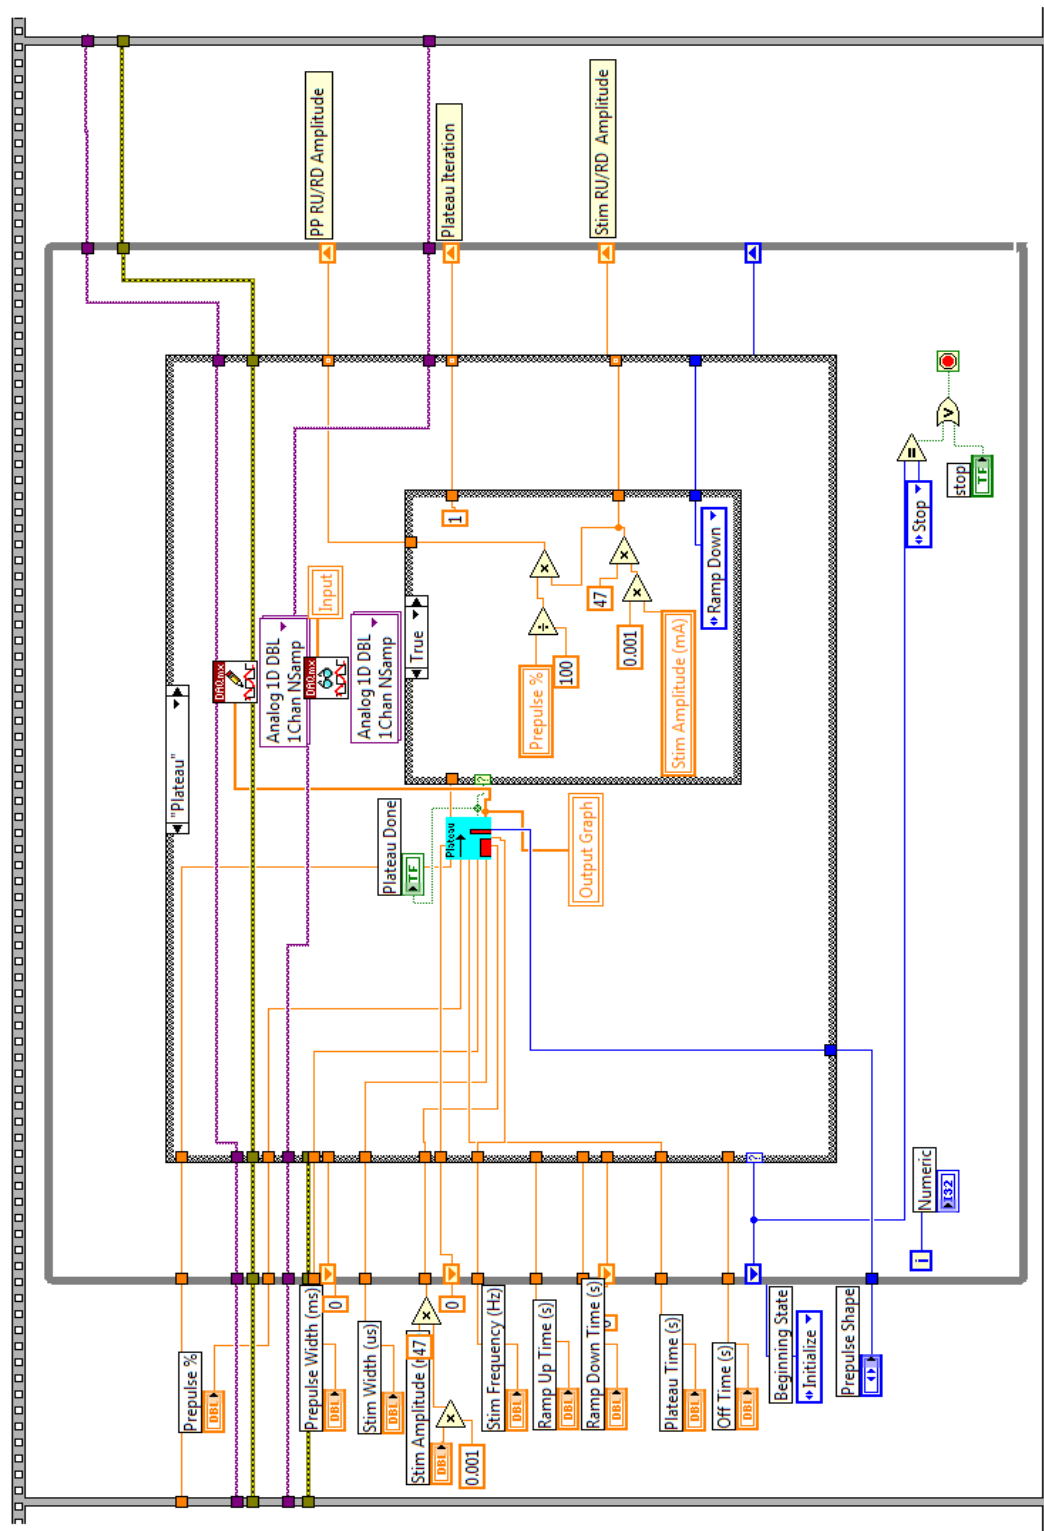 Prepulse %
DBL
Prepulse Width (ms)
DBL
0
Stim Width (us)
DBL
Stim Amplitude (
DBL
47
0.001
0
Stim Frequency (Hz)
DBL
Ramp Up Time (s)
DBL
Ramp Down Time (s)
DBL
Plateau Time (s)
DBL
Off Time (s)
DBL
Beginning State
Initialize
Prepulse Shape
i
Numeric
I32
"Plateau"
Plateau Done
TF
Plateau
Output Graph
DAQmx
Analog 1D DBL
1Chan NSamp
DAQmx
Input
Analog 1D DBL
1Chan NSamp
True
Prepulse %
100
47
0.001
Stim Amplitude (mA)
1
Ramp Down
Stop
stop
TF
PP RU/RD Amplitude
Plateau Iteration
Stim RU/RD Amplitude